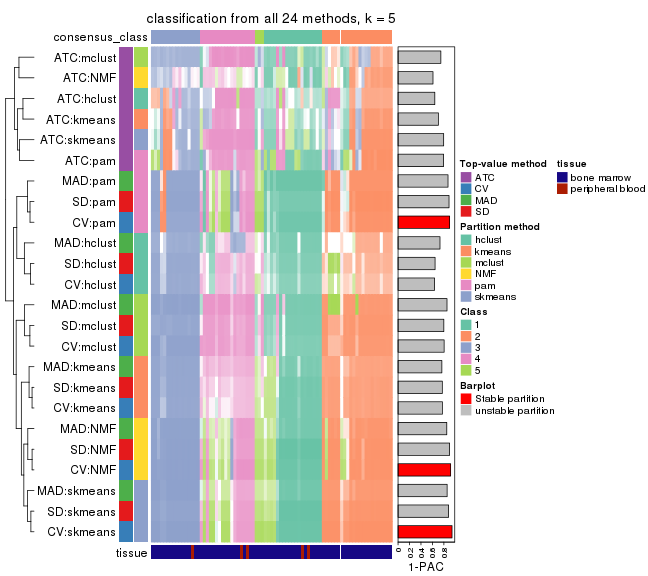 classification from all 24 methods, k = 5
consensus_class
ATC:mclust
ATC:NMF
ATC:hclust
ATC:kmeans
ATC:skmeans
ATC:pam
MAD:pam
SD:pam
CV:pam
MAD:hclust
SD:hclust
CV:hclust
MAD:mclust
SD:mclust
CV:mclust
MAD:kmeans
SD:kmeans
CV:kmeans
MAD:NMF
SD:NMF
CV:NMF
MAD:skmeans
SD:skmeans
CV:skmeans
tissue
0
0.2
0.4
0.6
0.8
1-PAC
Top-value method
ATC
CV
MAD
SD
Partition method
hclust
kmeans
mclust
NMF
pam
skmeans
Class
1
2
3
4
5
Barplot
Stable partition
unstable partition
tissue
bone marrow
peripheral blood